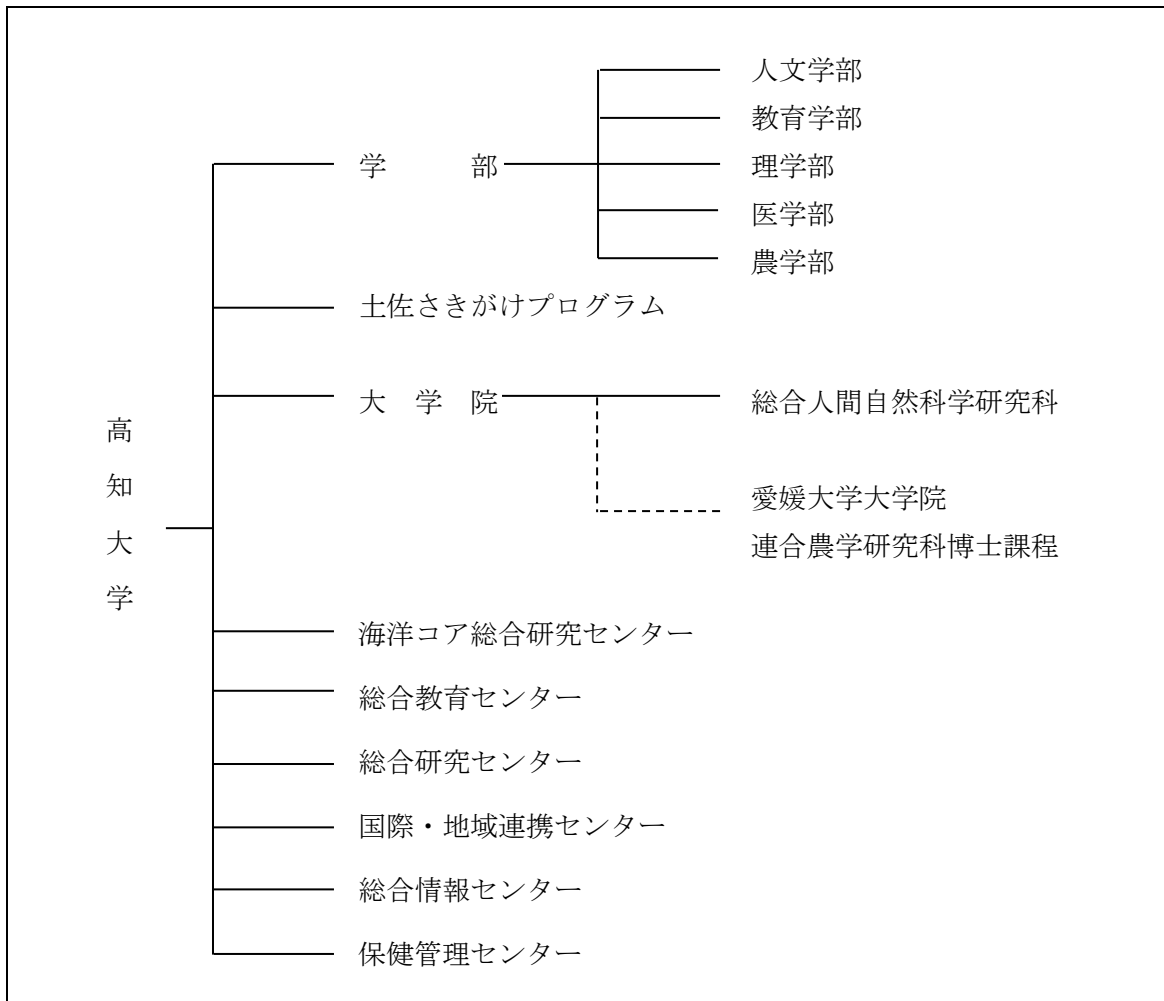 高知大学
学　　部
人文学部
教育学部
理学部
医学部
農学部
土佐さきがけプログラム
大　学　院
総合人間自然科学研究科
愛媛大学大学院
連合農学研究科博士課程
海洋コア総合研究センター
総合教育センター
総合研究センター
国際・地域連携センター
総合情報センター
保健管理センター